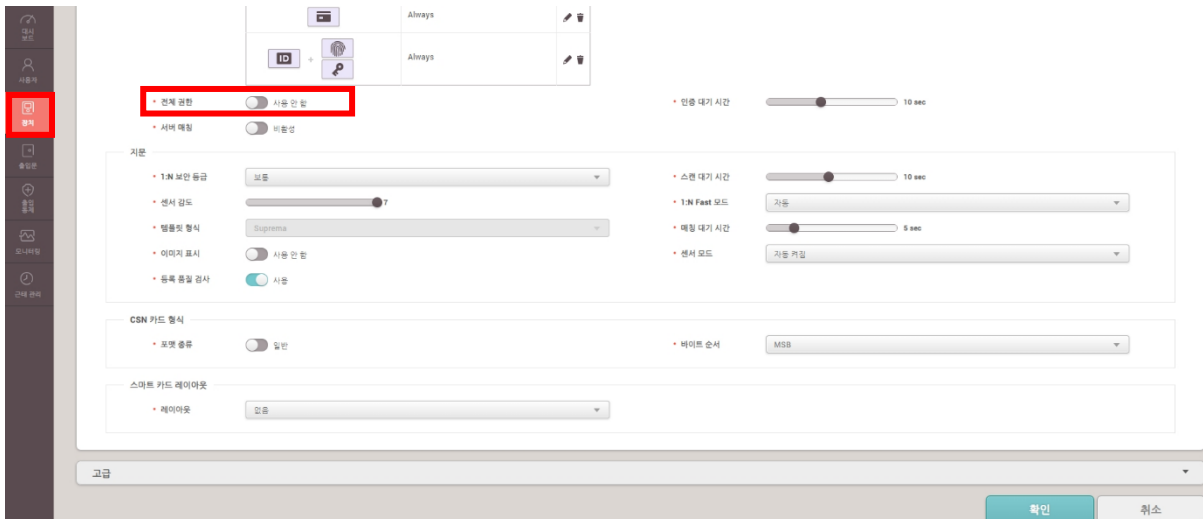 대시
보드
사용자
장치
출입문
출입
통제
모니터링
근태 관리
Always
ID
+
Always
• 전체 권한 사용 안 함
• 인증 대기 시간 10 sec
• 서버 매칭 비활성
지문
• 1:N 보안 등급 보통
• 스캔 대기 시간 10 sec
• 센서 감도 7
• 1:N Fast 모드 자동
• 템플릿 형식 Suprema
• 매칭 대기 시간 5 sec
• 이미지 표시 사용 안 함
• 센서 모드 자동 켜짐
• 등록 품질 검사 사용
CSN 카드 형식
• 포맷 종류 일반
• 바이트 순서 MSB
스마트 카드 레이아웃
• 레이아웃 없음
고급
확인
취소